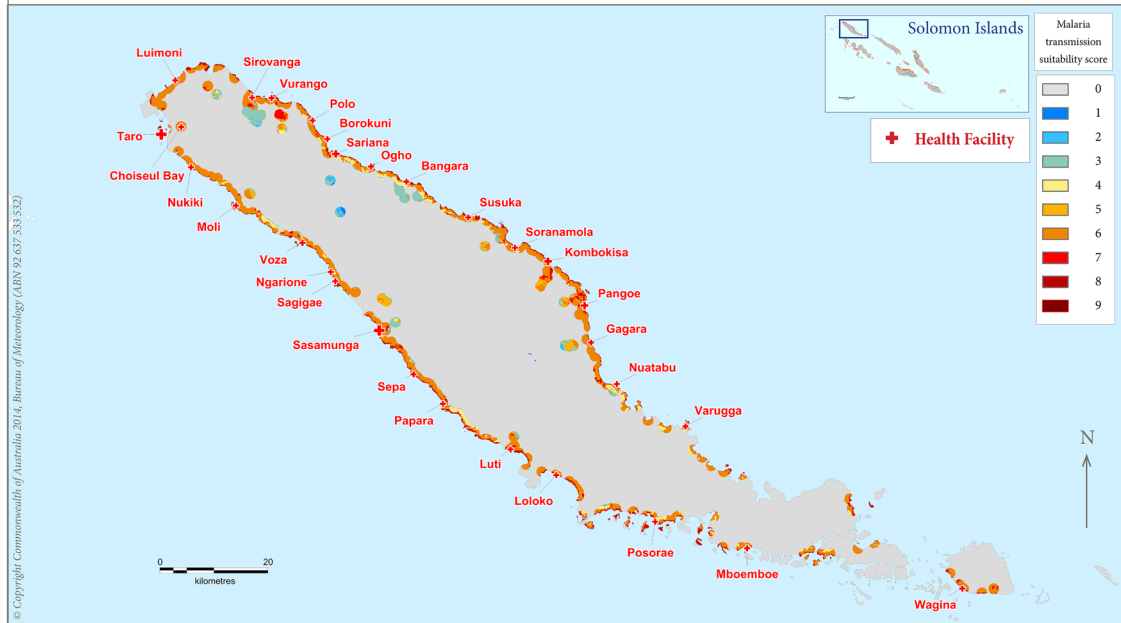 Solomon Islands
Malaria
transmission
suitability score
0
1
2
3
4
5
6
7
8
9
Health Facility
Luimoni
Sirovanga
Vurango
Polo
Taro
Borokuni
Sariana
Ogho
Choiseul Bay
Bangara
Nukiki
Susuka
Moli
Soranamola
Voza
Kombokisa
Ngarione
Sagigae
Pangoe
Gagara
Sasamunga
Nuatabu
Sepa
Varugga
Papara
Luti
Loloko
Posorae
Mboemboe
Wagina
N
0 20
kilometres
© Copyright Commonwealth of Australia 2014, Bureau of Meteorology (ABN 92 637 533 532)